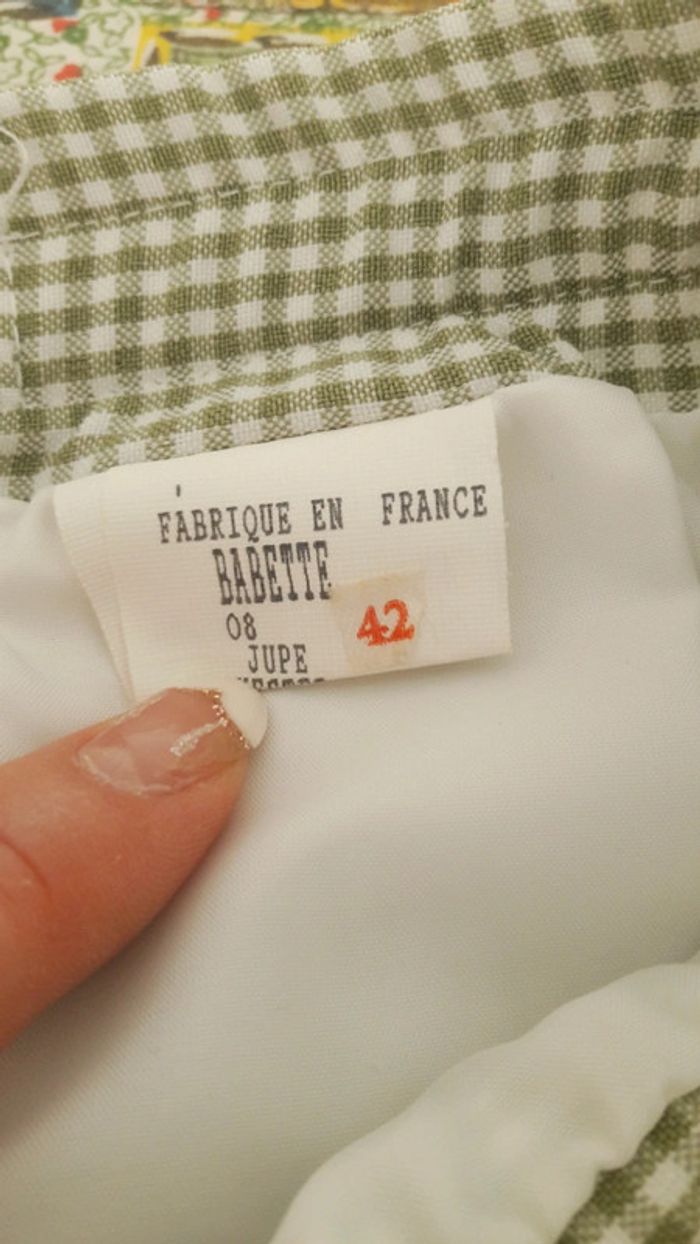 FABRIQUE EN FRANCE
BABETTE
08 42
JUPE